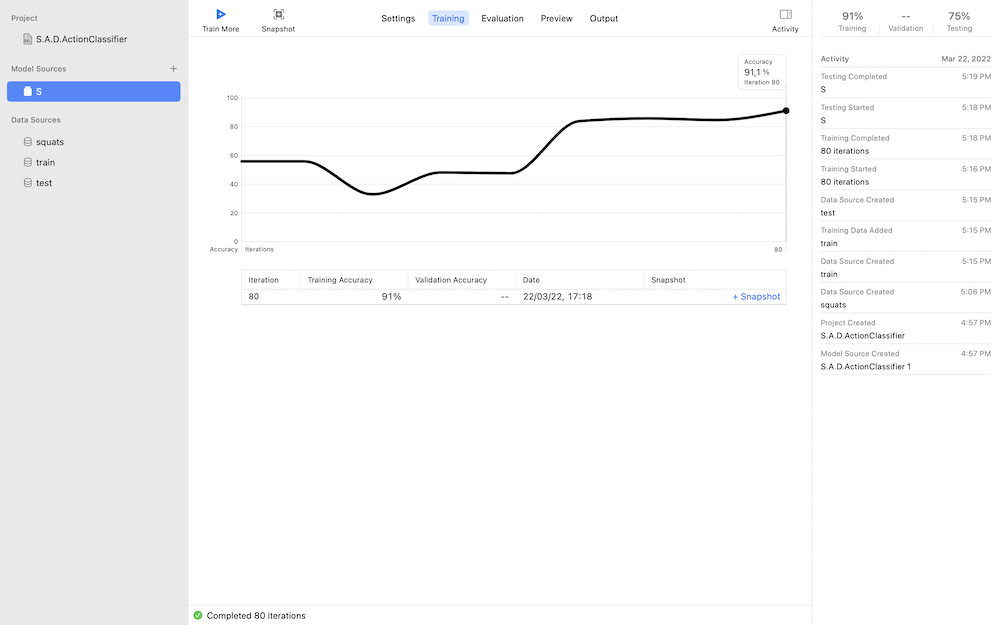 Project
S.A.D.ActionClassifier
Model Sources
S
Data Sources
squats
train
test
Train More
Snapshot
Settings
Training
Evaluation
Preview
Output
Activity
Accuracy
91,1 %
Iteration 80
100
80
60
40
20
0
Accuracy
Iterations
80
Iteration Training Accuracy Validation Accuracy Date Snapshot
80 91% -- 22/03/22, 17:18 + Snapshot
Completed 80 iterations
91% -- 75%
Training Validation Testing
Activity Mar 22, 2022
Testing Completed 5:19 PM
S
Testing Started 5:18 PM
S
Training Completed 5:18 PM
80 iterations
Training Started 5:16 PM
80 iterations
Data Source Created 5:15 PM
test
Training Data Added 5:15 PM
train
Data Source Created 5:15 PM
train
Data Source Created 5:06 PM
squats
Project Created 4:57 PM
S.A.D.ActionClassifier
Model Source Created 4:57 PM
S.A.D.ActionClassifier 1